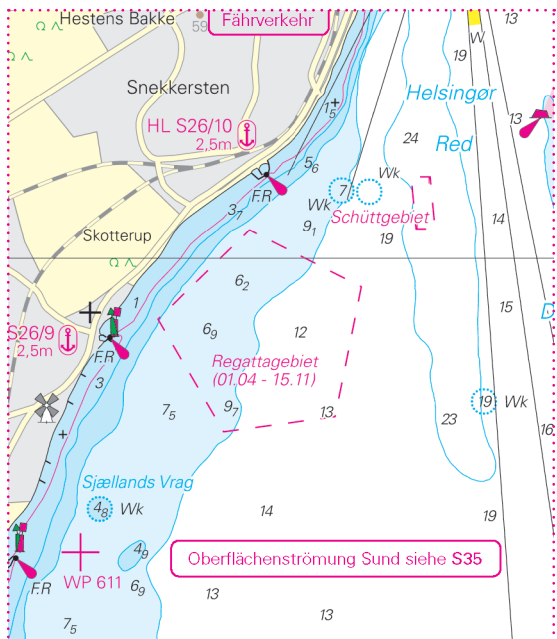 Hestens Bakke
59
Fährverkehr
13
W
19
Snekkersten
Helsingør
Red
13
1₅
HL S26/10
2,5m
24
5₆
F.R
Wk
7
Wk
3₇
Schüttgebiet
9₁
19
14
Skotterup
6₂
1
15
D
S26/9
2,5m
6₉
12
F.R
Regattagebiet
(01.04 - 15.11)
3
9₇
13
7₅
23
19
Wk
16
Sjællands Vrag
4₈
Wk
14
19
4₉
Oberflächenströmung Sund siehe S35
WP 611
F.R
6₉
13
13
7₅
13